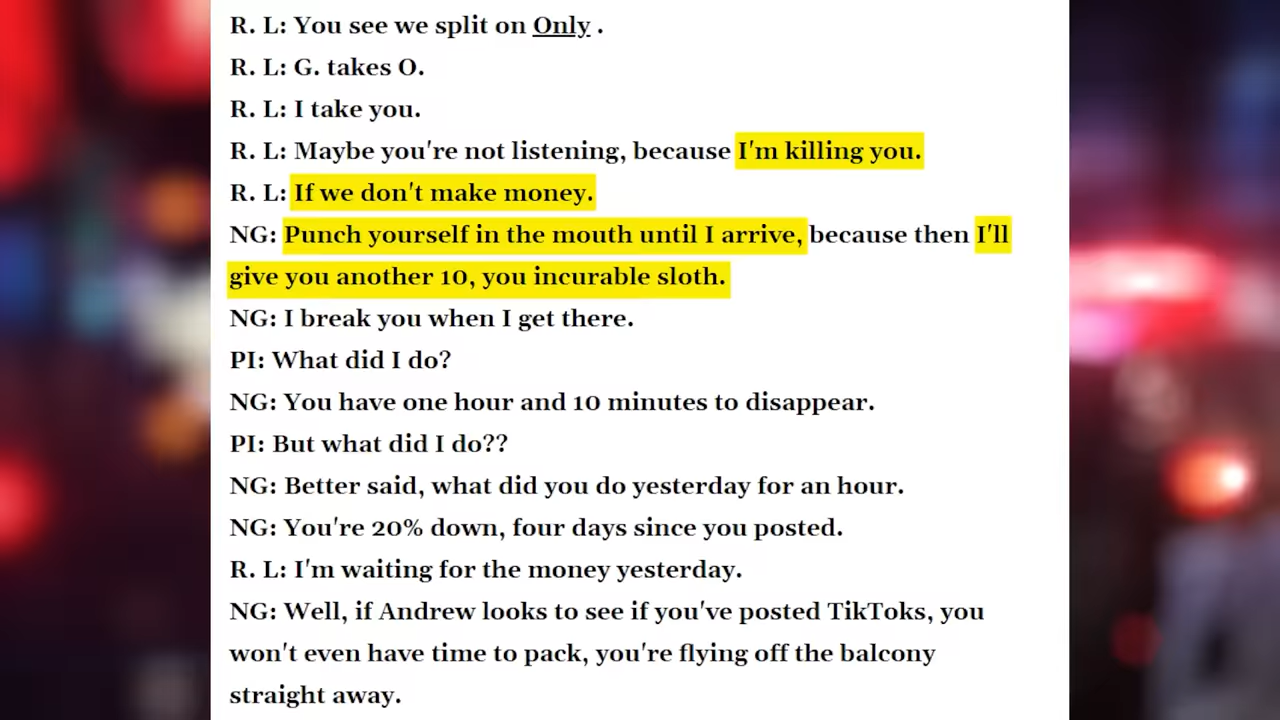 R. L: You see we split on Only .
R. L: G. takes O.
R. L: I take you.
R. L: Maybe you're not listening, because I'm killing you.
R. L: If we don't make money.
NG: Punch yourself in the mouth until I arrive, because then I'll
give you another 10, you incurable sloth.
NG: I break you when I get there.
PI: What did I do?
NG: You have one hour and 10 minutes to disappear.
PI: But what did I do??
NG: Better said, what did you do yesterday for an hour.
NG: You're 20% down, four days since you posted.
R. L: I'm waiting for the money yesterday.
NG: Well, if Andrew looks to see if you've posted TikToks, you
won't even have time to pack, you're flying off the balcony
straight away.